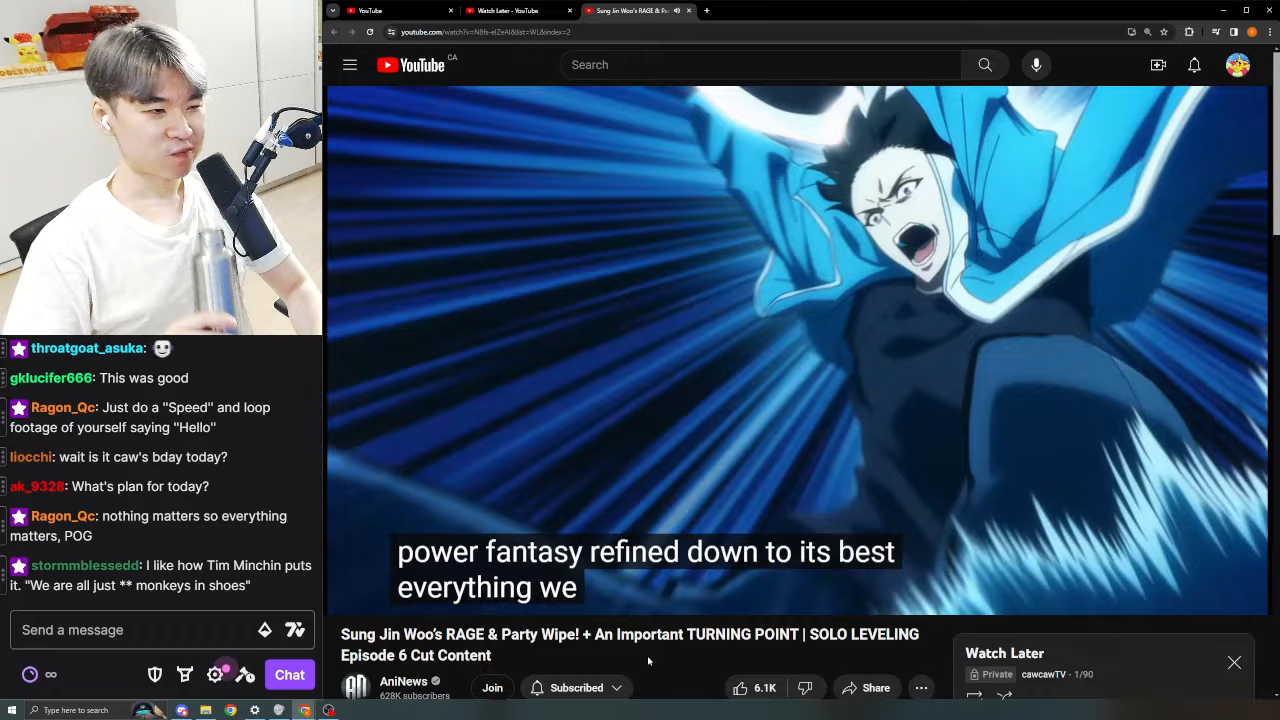 YouTube
Watch Later - YouTube
Sung Jin Woo's RAGE & Pa
youtube.com/watch?v=N8fs-eIZeAI&list=WL&index=2
YouTube CA
Search
throatgoat_asuka:
gklucifer666: This was good
Ragon_Qc: Just do a "Speed" and loop
footage of yourself saying "Hello"
liocchi: wait is it caw's bday today?
ak_9328: What's plan for today?
Ragon_Qc: nothing matters so everything
matters, POG
stormmblessedd: I like how Tim Minchin puts
it. "We are all just ** monkeys in shoes"
Send a message
∞
Chat
power fantasy refined down to its best
everything we
Sung Jin Woo's RAGE & Party Wipe! + An Important TURNING POINT | SOLO LEVELING
Episode 6 Cut Content
AniNews
628K subscribers
Join
Subscribed
6.1K
Share
Watch Later
Private cawcawTV - 1/90
Type here to search